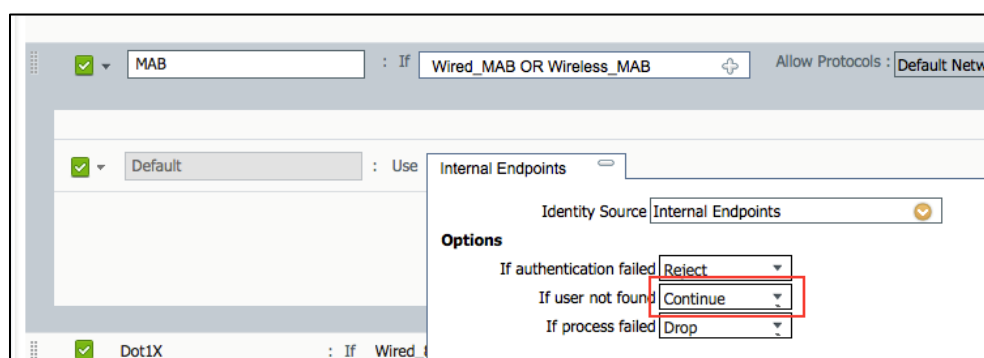 MAB : If Wired_MAB OR Wireless_MAB Allow Protocols : Default Netw
Default : Use Internal Endpoints
Identity Source Internal Endpoints
Options
If authentication failed Reject
If user not found Continue
If process failed Drop
Dot1X : If Wired_8